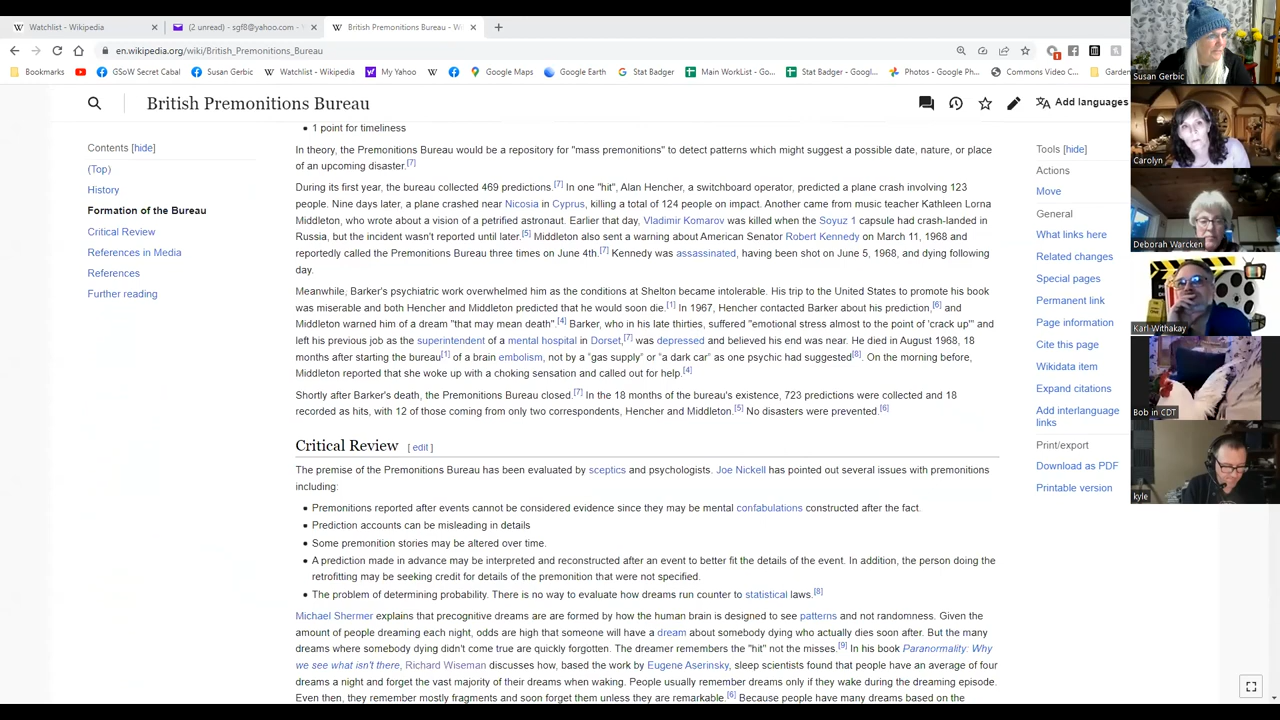 Watchlist - Wikipedia
(2 unread) - sgf8@yahoo.com -
British Premonitions Bureau - Wi
en.wikipedia.org/wiki/British_Premonitions_Bureau
Bookmarks GSoW Secret Cabal Susan Gerbic Watchlist - Wikipedia My Yahoo Google Maps Google Earth Stat Badger Main WorkList - Go... Stat Badger - Googl... Photos - Google Ph... Commons Video C... Garden
British Premonitions Bureau
Add languages
Contents [hide]
(Top)
History
Formation of the Bureau
Critical Review
References in Media
References
Further reading
• 1 point for timeliness
In theory, the Premonitions Bureau would be a repository for "mass premonitions" to detect patterns which might suggest a possible date, nature, or place
of an upcoming disaster.[7]
During its first year, the bureau collected 469 predictions.[7] In one "hit", Alan Hencher, a switchboard operator, predicted a plane crash involving 123
people. Nine days later, a plane crashed near Nicosia in Cyprus, killing a total of 124 people on impact. Another came from music teacher Kathleen Lorna
Middleton, who wrote about a vision of a petrified astronaut. Earlier that day, Vladimir Komarov was killed when the Soyuz 1 capsule had crash-landed in
Russia, but the incident wasn't reported until later.[5] Middleton also sent a warning about American Senator Robert Kennedy on March 11, 1968 and
reportedly called the Premonitions Bureau three times on June 4th.[7] Kennedy was assassinated, having been shot on June 5, 1968, and dying following
day.
Meanwhile, Barker's psychiatric work overwhelmed him as the conditions at Shelton became intolerable. His trip to the United States to promote his book
was miserable and both Hencher and Middleton predicted that he would soon die.[1] In 1967, Hencher contacted Barker about his prediction,[6] and
Middleton warned him of a dream "that may mean death".[4] Barker, who in his late thirties, suffered "emotional stress almost to the point of 'crack up'" and
left his previous job as the superintendent of a mental hospital in Dorset,[7] was depressed and believed his end was near. He died in August 1968, 18
months after starting the bureau[1] of a brain embolism, not by a "gas supply" or "a dark car" as one psychic had suggested[8]. On the morning before,
Middleton reported that she woke up with a choking sensation and called out for help.[4]
Shortly after Barker's death, the Premonitions Bureau closed.[7] In the 18 months of the bureau's existence, 723 predictions were collected and 18
recorded as hits, with 12 of those coming from only two correspondents, Hencher and Middleton.[5] No disasters were prevented.[6]
Critical Review [ edit ]
The premise of the Premonitions Bureau has been evaluated by sceptics and psychologists. Joe Nickell has pointed out several issues with premonitions
including:
• Premonitions reported after events cannot be considered evidence since they may be mental confabulations constructed after the fact.
• Prediction accounts can be misleading in details
• Some premonition stories may be altered over time.
• A prediction made in advance may be interpreted and reconstructed after an event to better fit the details of the event. In addition, the person doing the
retrofitting may be seeking credit for details of the premonition that were not specified.
• The problem of determining probability. There is no way to evaluate how dreams run counter to statistical laws.[8]
Michael Shermer explains that precognitive dreams are are formed by how the human brain is designed to see patterns and not randomness. Given the
amount of people dreaming each night, odds are high that someone will have a dream about somebody dying who actually dies soon after. But the many
dreams where somebody dying didn't come true are quickly forgotten. The dreamer remembers the "hit" not the misses.[9] In his book Paranormality: Why
we see what isn't there, Richard Wiseman discusses how, based the work by Eugene Aserinsky, sleep scientists found that people have an average of four
dreams a night and forget the vast majority of their dreams when waking. People usually remember dreams only if they wake during the dreaming episode.
Even then, they remember mostly fragments and soon forget them unless they are remarkable.[6] Because people have many dreams based on the
Tools [hide]
Actions
Move
General
What links here
Related changes
Special pages
Permanent link
Page information
Cite this page
Wikidata item
Expand citations
Add interlanguage
links
Print/export
Download as PDF
Printable version
Susan Gerbic
Carolyn
Deborah Warcken
Karl Withakay
Bob in CDT
kyle